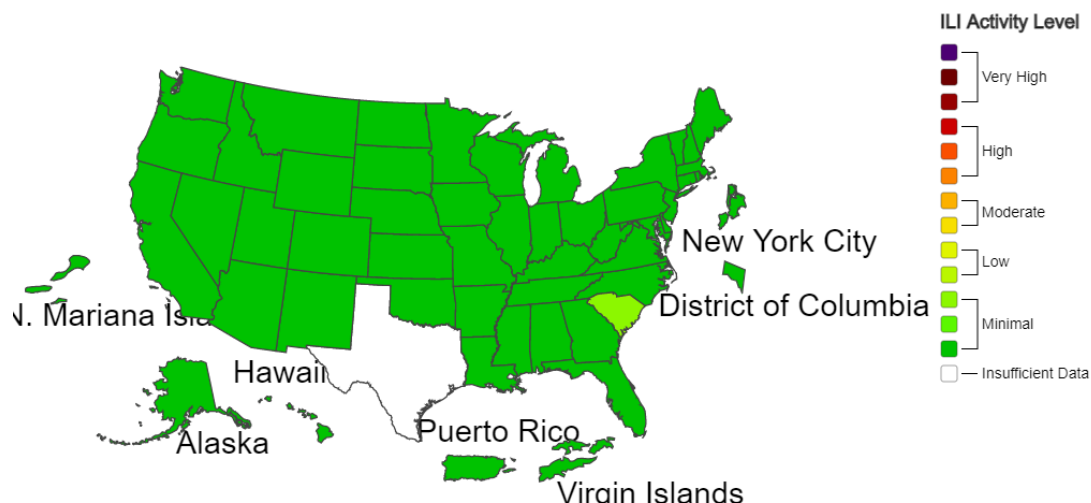 ILI Activity Level
Very High
High
Moderate
Low
Minimal
Insufficient Data
New York City
District of Columbia
N. Mariana
Hawaii
Alaska
Puerto Rico
Virgin Islands